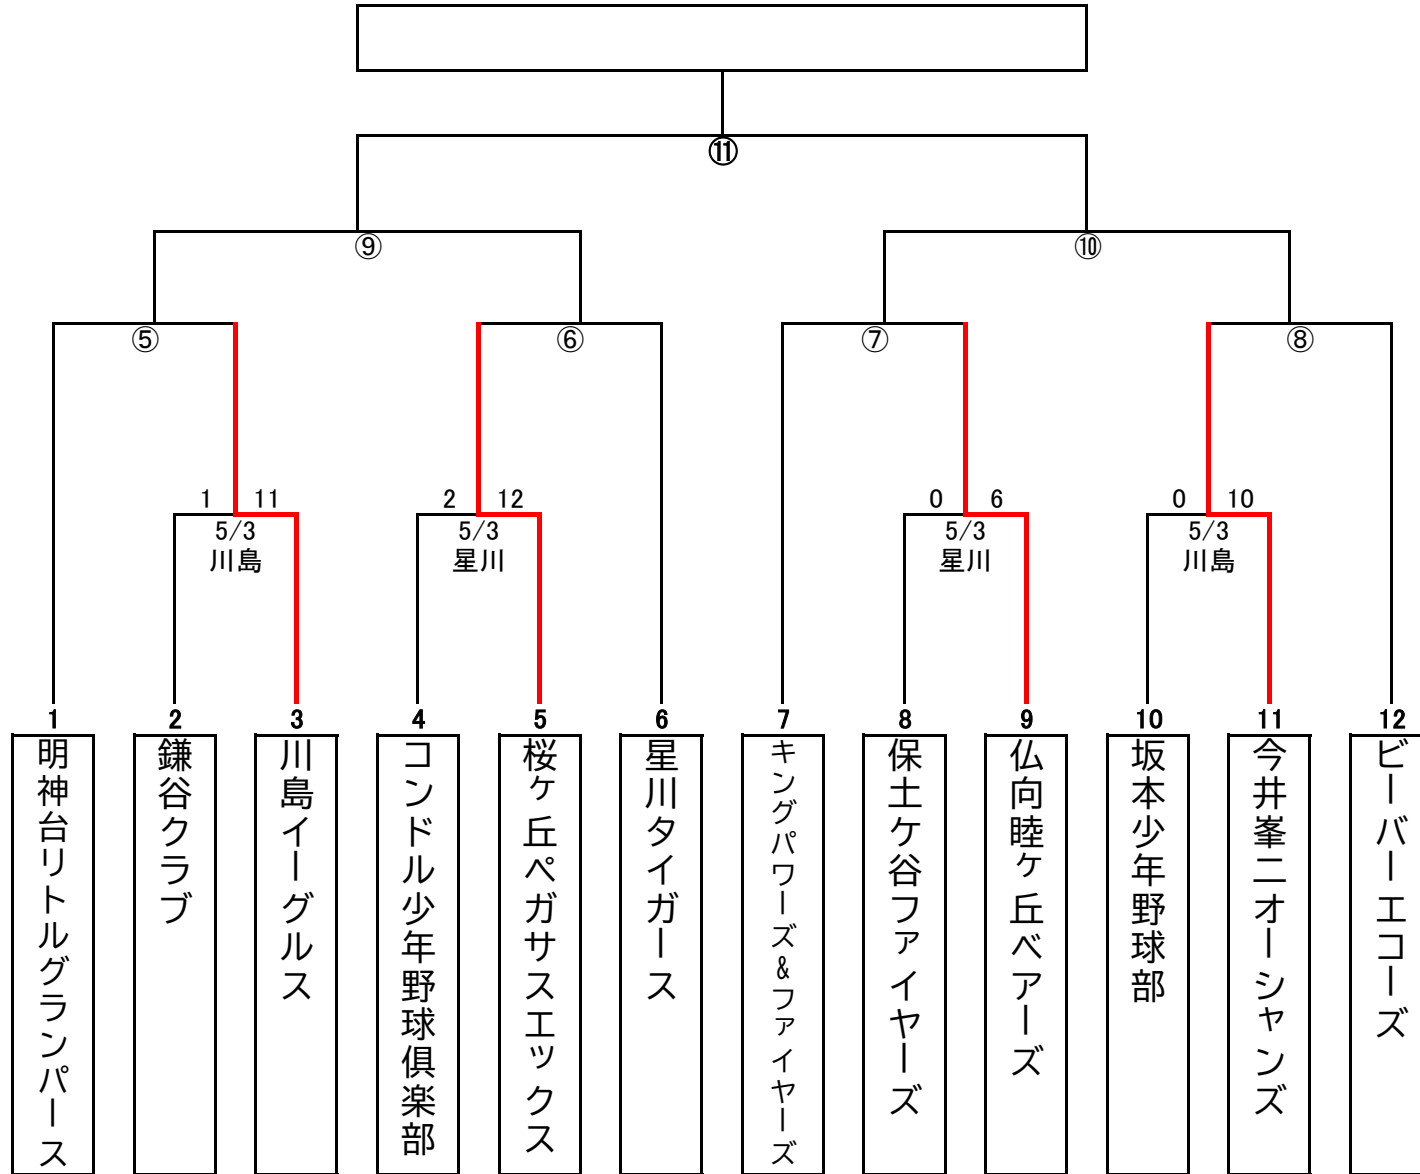 ⑪
⑨ ⑩
⑤ ⑥ ⑦ ⑧
1 11 2 12 0 6 0 10
5/3 5/3 5/3 5/3
川島 星川 星川 川島
1 2 3 4 5 6 7 8 9 10 11 12
明神台リトルグランパース
鎌谷クラブ
川島イーグルス
コンドル少年野球倶楽部
桜ケ丘ペガサスエックス
星川タイガース
キングパワーズ&ファイヤーズ
保土ケ谷ファイヤーズ
仏向睦ケ丘ベアーズ
坂本少年野球部
今井峯二オーシャンズ
ビーバーエコーズ